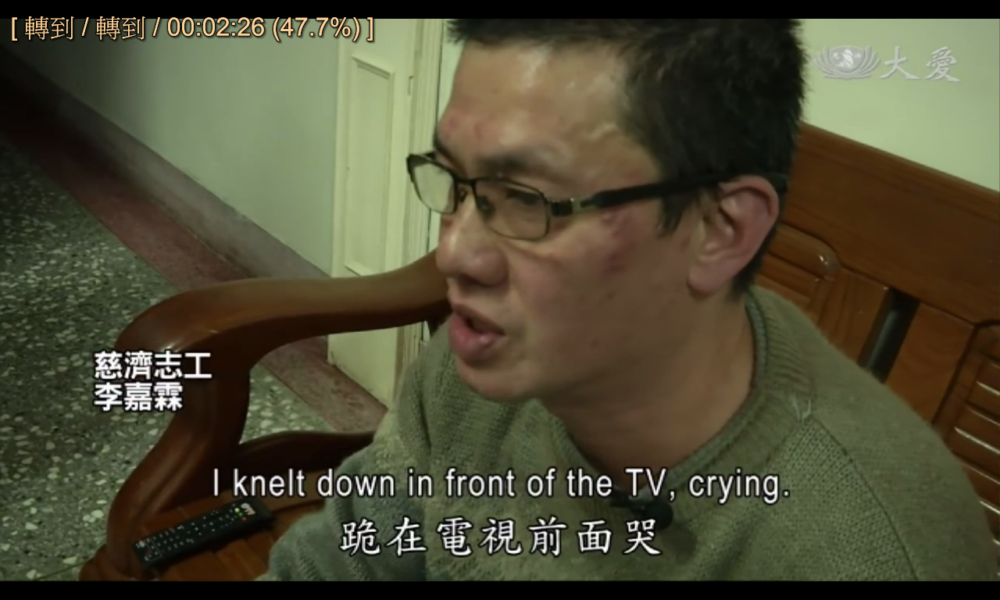 [ 轉到 / 轉到 / 00:02:26 (47.7%) ]
大愛
慈濟志工
李嘉霖
I knelt down in front of the TV, crying.
跪在電視前面哭